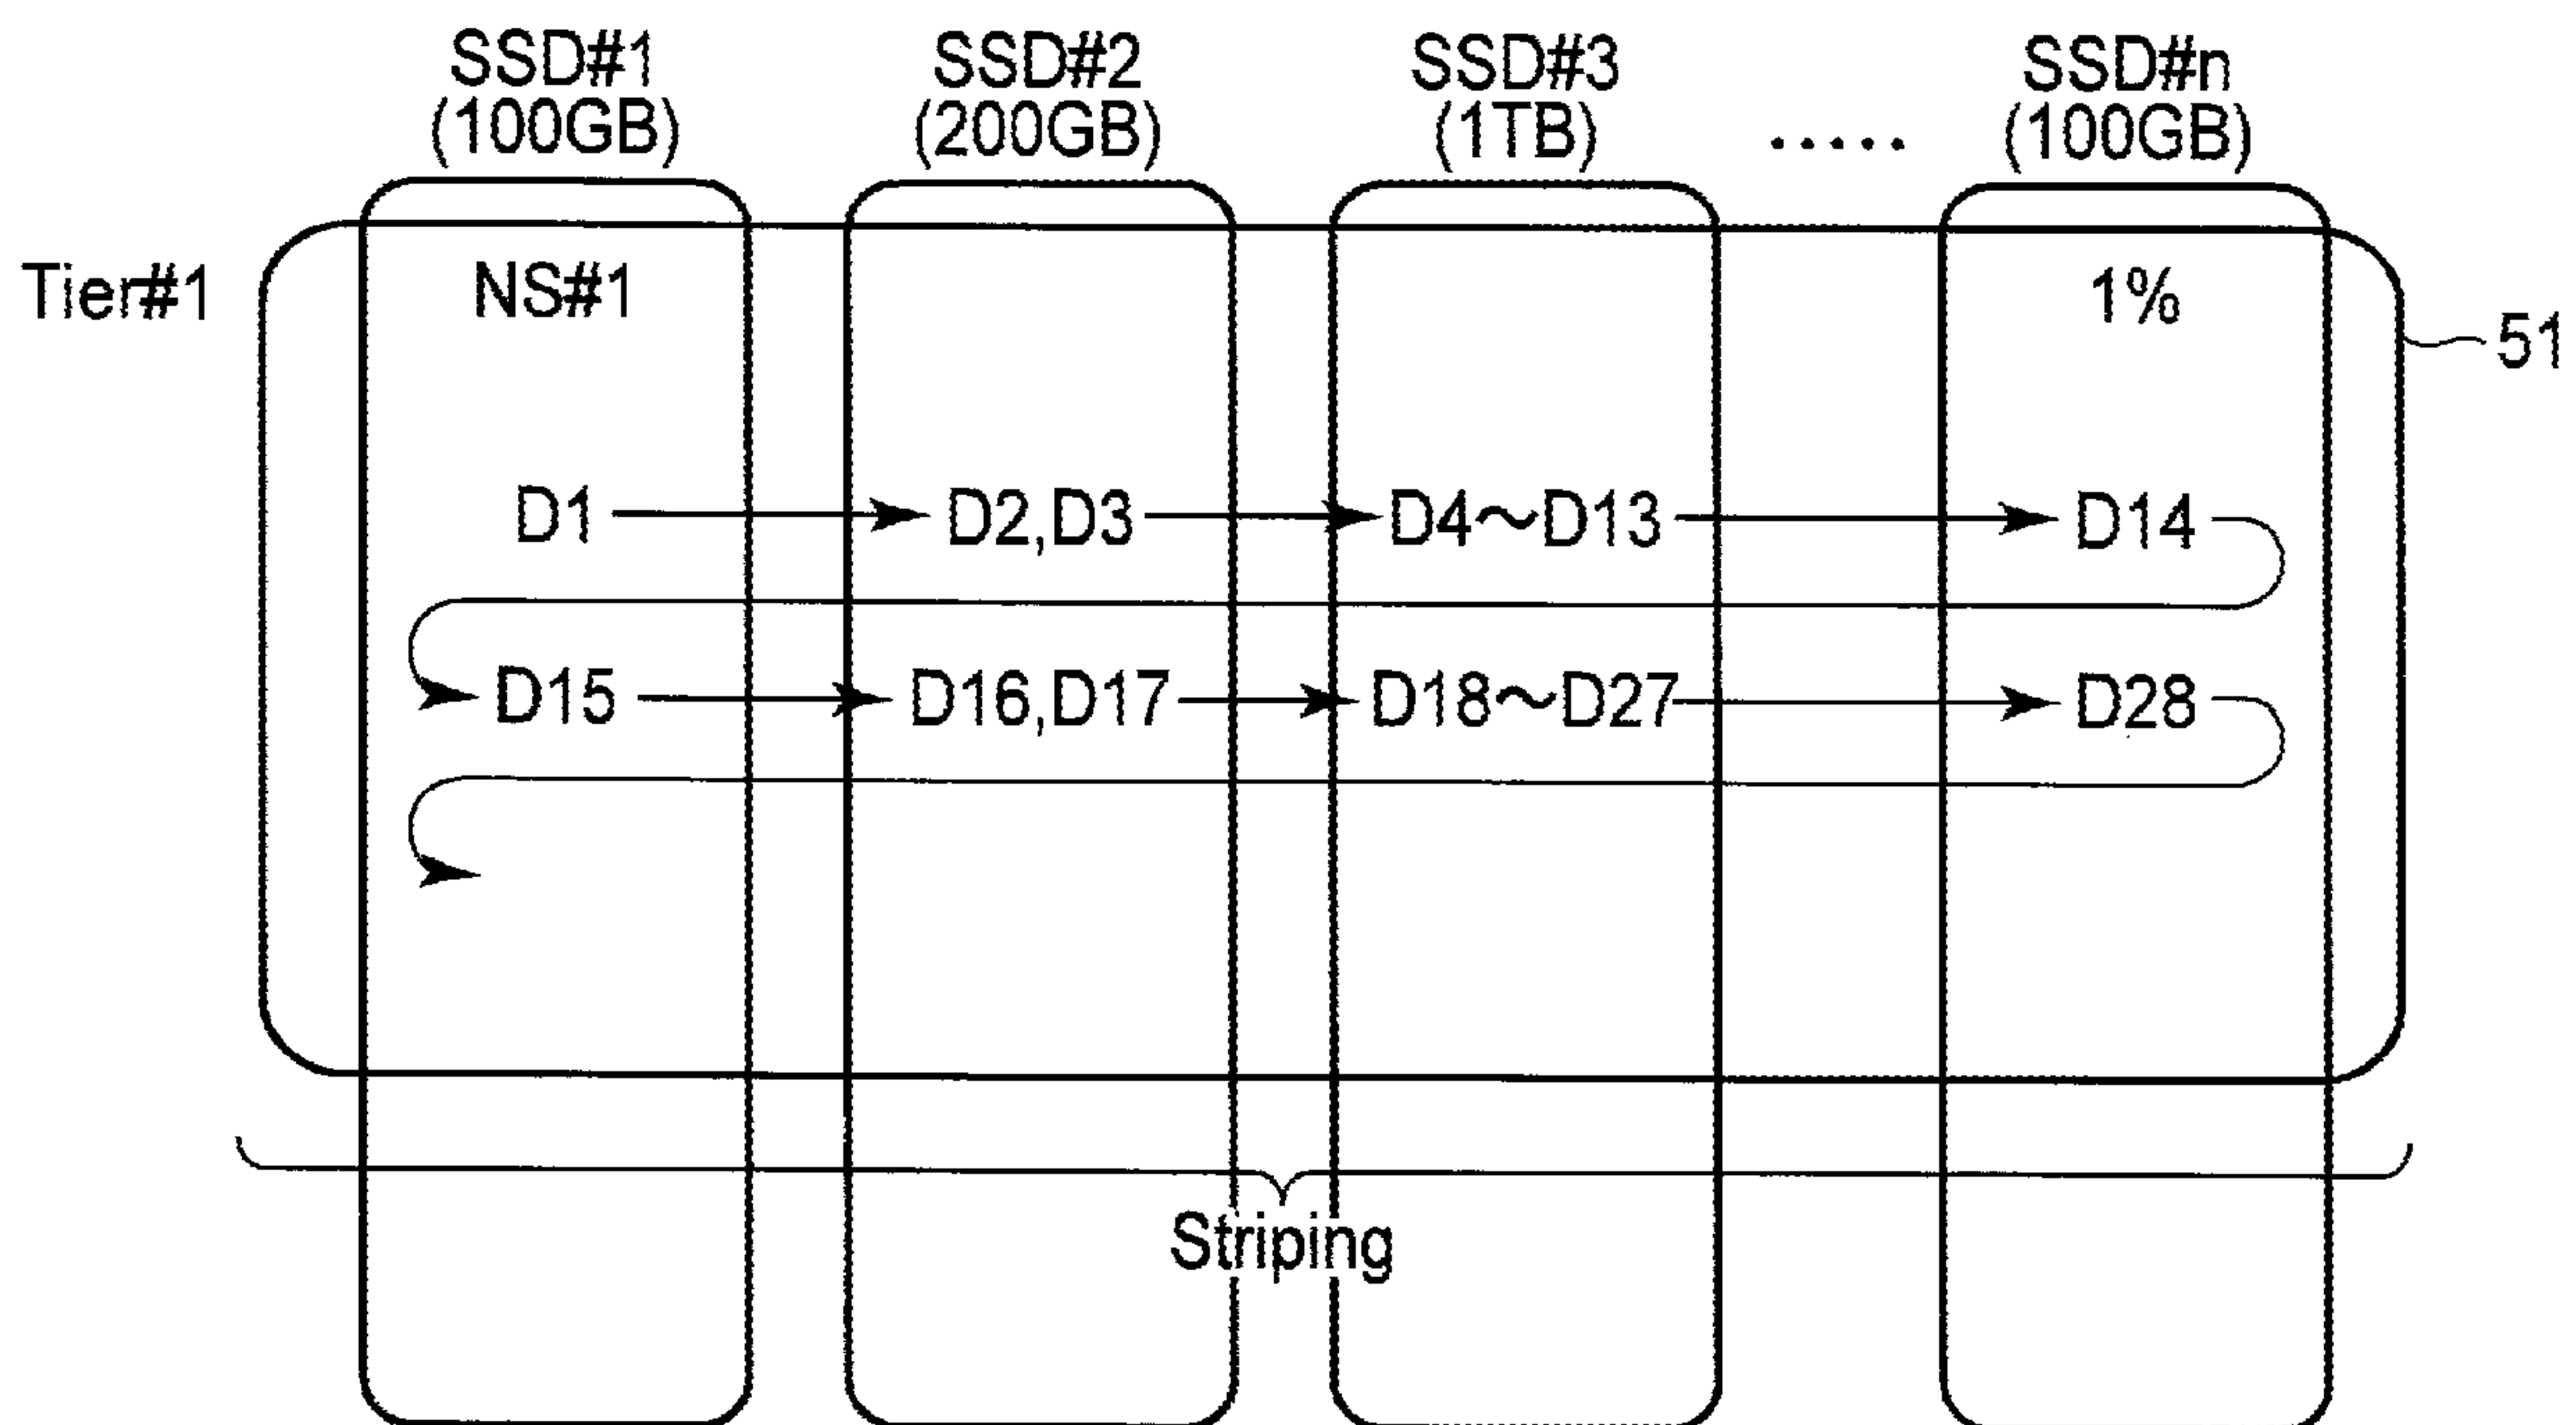 SSD#1
(100GB)
SSD#2
(200GB)
SSD#3
(1TB)
.....
SSD#n
(100GB)
Tier#1
NS#1
1%
51
D1
D2,D3
D4～D13
D14
D15
D16,D17
D18～D27
D28
Striping